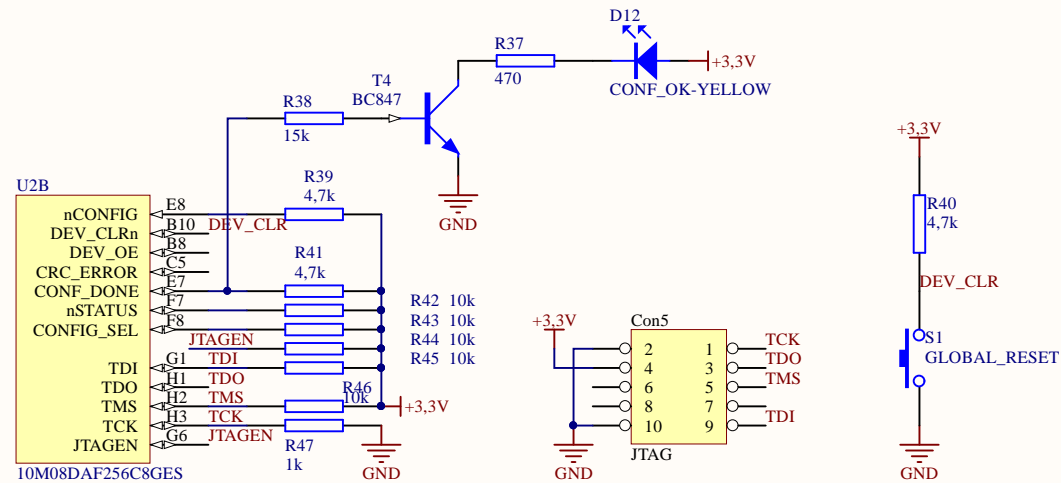 D12
R37
470
+3,3V
CONF_OK-YELLOW
T4
BC847
R38
15k
GND
+3,3V
R40
4,7k
DEV_CLR
S1
GLOBAL_RESET
GND
U2B
R39
4,7k
nCONFIG E8
DEV_CLRn B10 DEV_CLR
DEV_OE B8
CRC_ERROR C5
CONF_DONE E7
nSTATUS F7
CONFIG_SEL F8
JTAGEN
TDI G1 TDI
TDO H1 TDO
TMS H2 TMS
TCK H3 TCK
JTAGEN G6 JTAGEN
10M08DAF256C8GES
R41
4,7k
R42 10k
R43 10k
R44 10k
R45 10k
R46
10k
+3,3V
R47
1k
GND
+3,3V
Con5
2 1 TCK
4 3 TDO
6 5 TMS
8 7
10 9 TDI
JTAG
GND